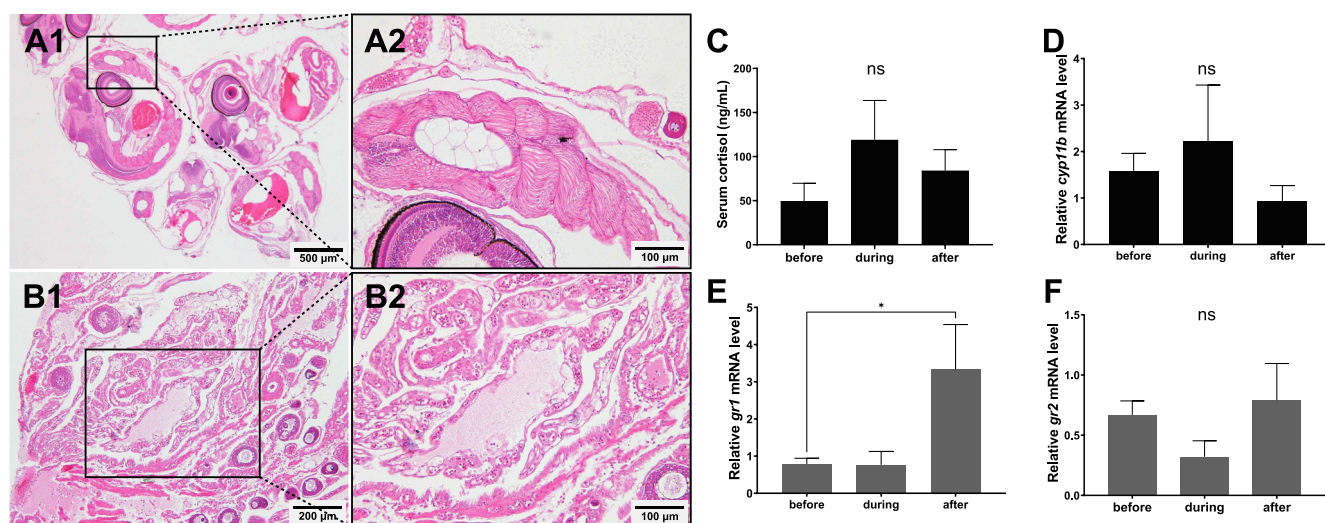 A1
500 µm
A2
100 µm
B1
200 µm
B2
100 µm
C
ns
Serum cortisol (ng/mL)
200
150
100
50
0
before during after
D
ns
Relative cyp11b mRNA level
4
3
2
1
0
before during after
E
*
Relative gr1 mRNA level
5
4
3
2
1
0
before during after
F
ns
Relative gr2 mRNA level
1.5
1.0
0.5
0.0
before during after